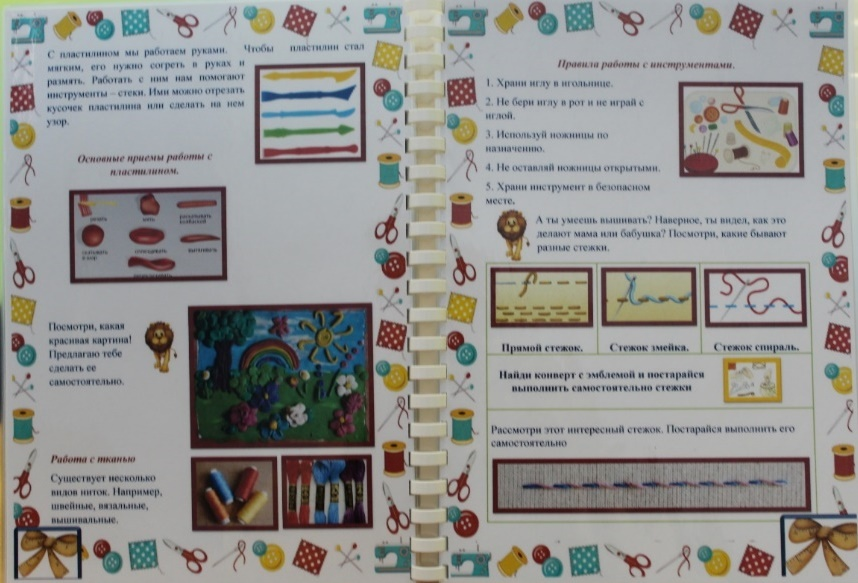 С пластилином мы работаем руками. Чтобы пластилин стал
мягким, его нужно согреть в руках и
размять. Работать с ним нам помогают
инструменты – стеки. Ими можно отрезать
кусочек пластилина или сделать на нем
узор.
Основные приемы работы с
пластилином.
Посмотри, какая
красивая картина!
Предлагаю тебе
сделать ее
самостоятельно.
Работа с тканью
Существует несколько
видов ниток. Например,
швейные, вязальные,
вышивальные.
Правила работы с инструментами.
1. Храни иглу в игольнице.
2. Не бери иглу в рот и не играй с
иглой.
3. Используй ножницы по
назначению.
4. Не оставляй ножницы открытыми.
5. Храни инструмент в безопасном
месте.
А ты умеешь вышивать? Наверное, ты видел, как это
делают мама или бабушка? Посмотри, какие бывают
разные стежки.
Прямой стежок. Стежок змейка. Стежок спираль.
Найди конверт с эмблемой и постарайся
выполнить самостоятельно стежки
Рассмотри этот интересный стежок. Постарайся выполнить его
самостоятельно